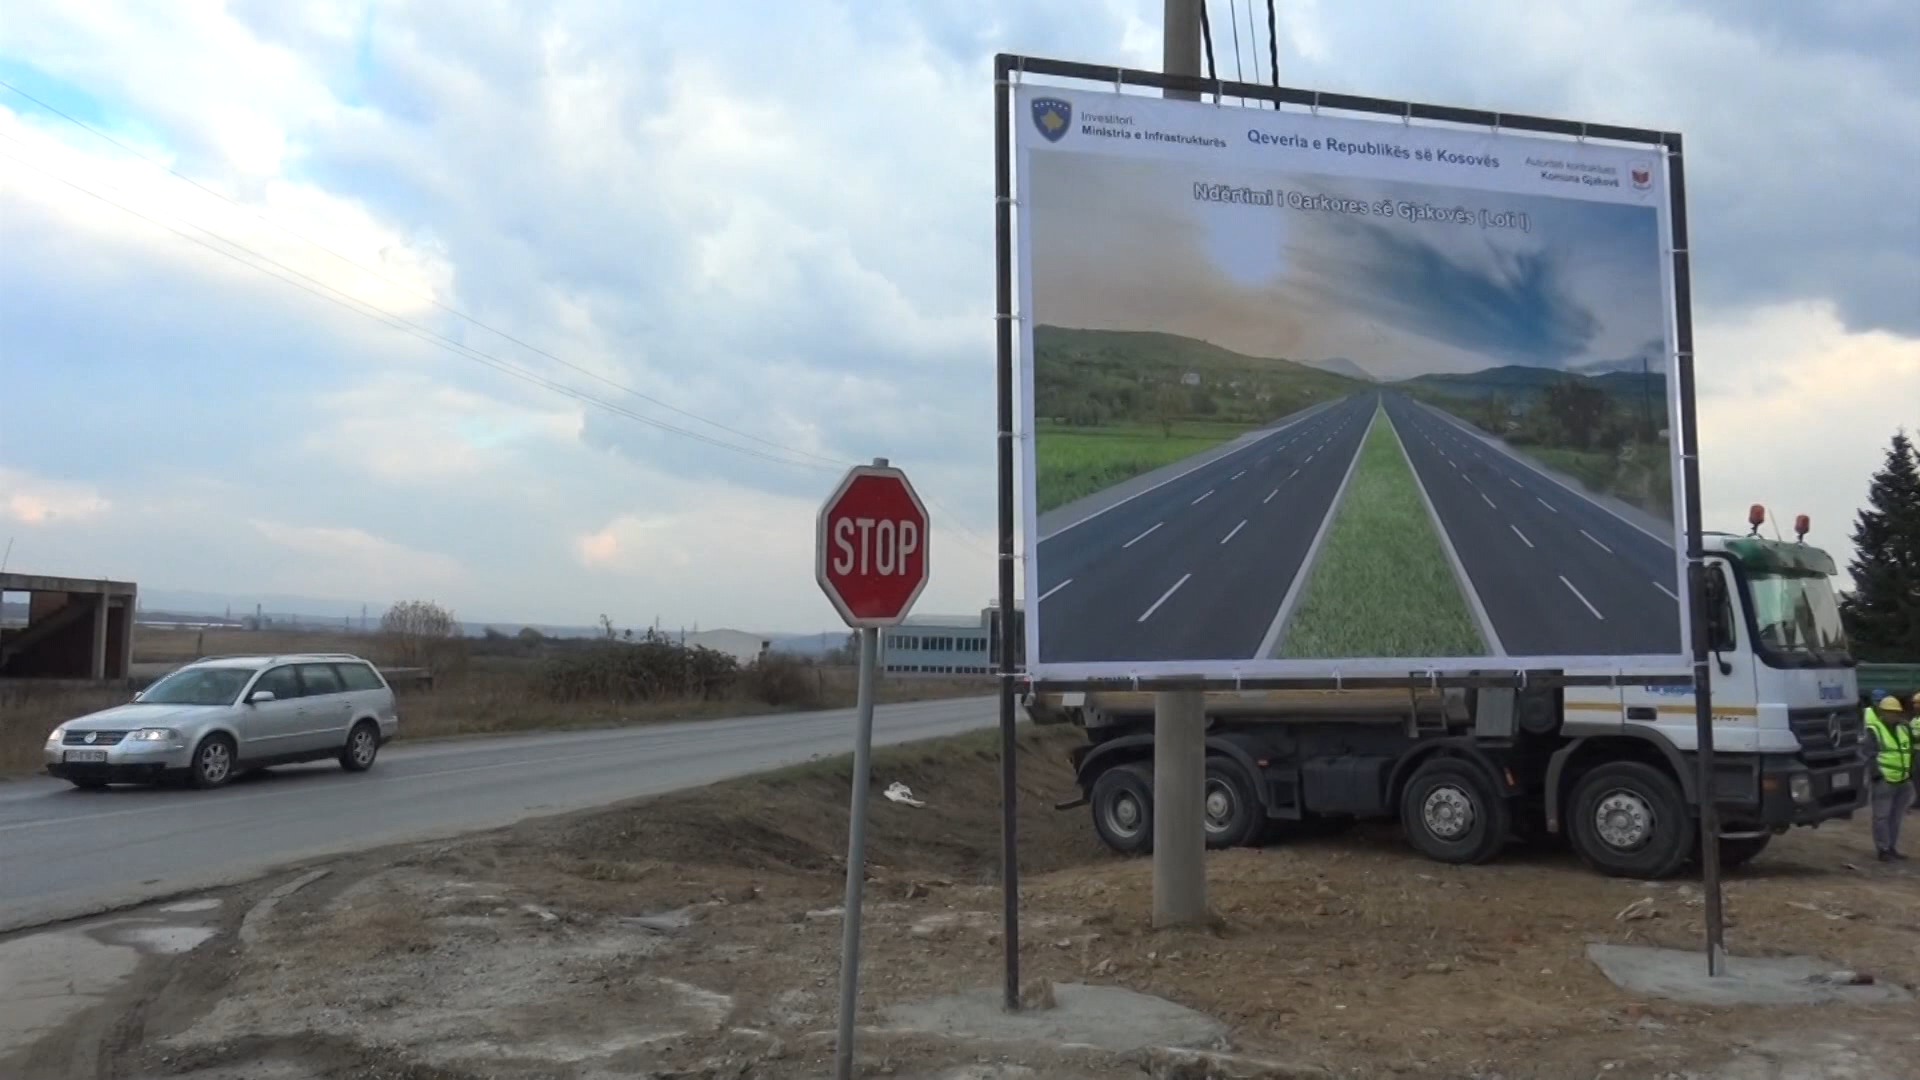 Investitori:
Ministria e Infrastrukturës
Qeveria e Republikës së Kosovës
Autoriteti kontraktues:
Komuna Gjakovë
Ndërtimi i Qarkores së Gjakovës (Loti I)
STOP